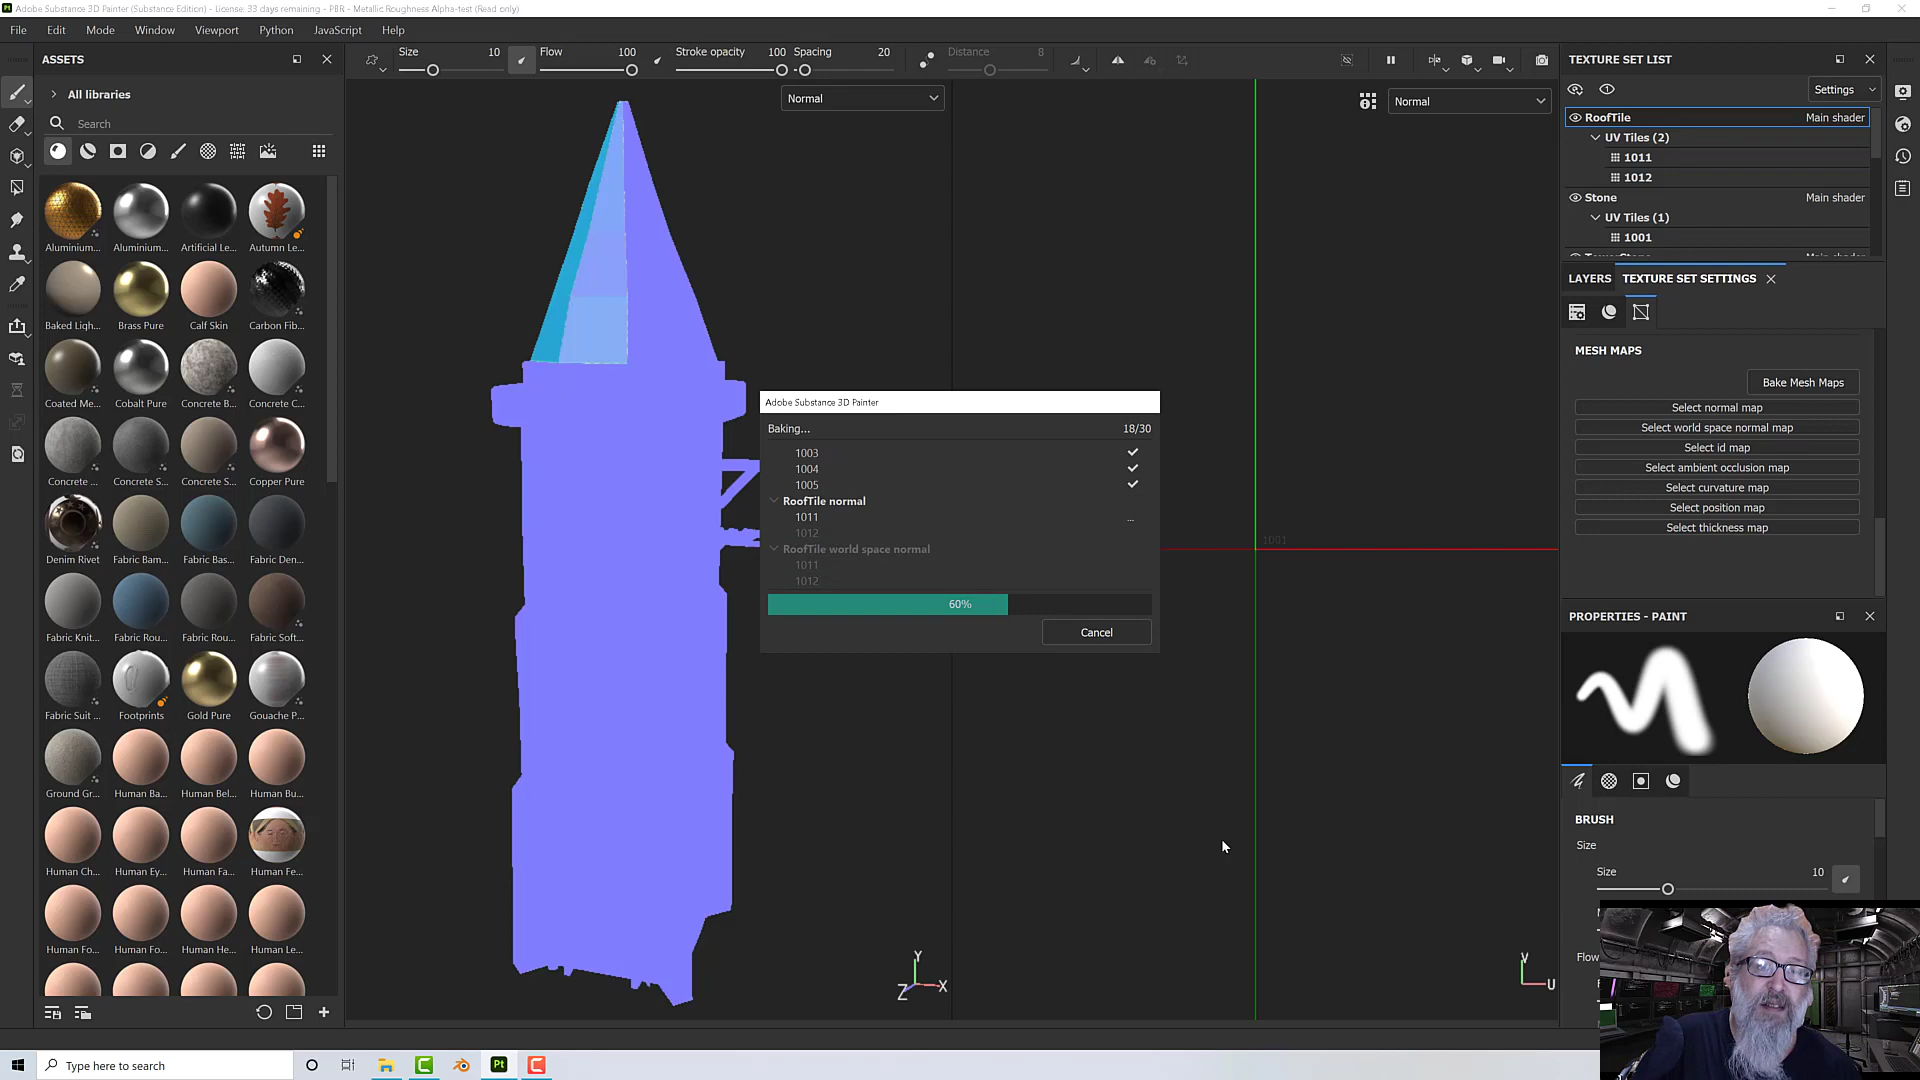 Adobe Substance 3D Painter (Substance Edition) - License: 33 days remaining - PBR - Metallic Roughness Alpha-test (Read only)
File Edit Mode Window Viewport Python JavaScript Help
ASSETS
Size 10 Flow 100 Stroke opacity 100 Spacing 20 Distance 8
All libraries
Search
Aluminium... Aluminium... Artificial Le... Autumn Le...
Baked Ligh... Brass Pure Calf Skin Carbon Fib...
Coated Me... Cobalt Pure Concrete B... Concrete C...
Concrete ... Concrete S... Concrete S... Copper Pure
Denim Rivet Fabric Bam... Fabric Bas... Fabric Den...
Fabric Knit... Fabric Rou... Fabric Rou... Fabric Soft...
Fabric Suit ... Footprints Gold Pure Gouache P...
Ground Gr... Human Ba... Human Bel... Human Bu...
Human Ch... Human Ey... Human Fa... Human Fe...
Human Fo... Human Fo... Human He... Human Le...
Normal
Normal
1001
Y
Z X
V
U
Adobe Substance 3D Painter
Baking... 18/30
1003
1004
1005
RoofTile normal
1011 ...
1012
RoofTile world space normal
1011
1012
60%
Cancel
TEXTURE SET LIST
Settings
RoofTile Main shader
UV Tiles (2)
1011
1012
Stone Main shader
UV Tiles (1)
1001
LAYERS TEXTURE SET SETTINGS
MESH MAPS
Bake Mesh Maps
Select normal map
Select world space normal map
Select id map
Select ambient occlusion map
Select curvature map
Select position map
Select thickness map
PROPERTIES - PAINT
BRUSH
Size
Size 10
Flow
Type here to search
Pt